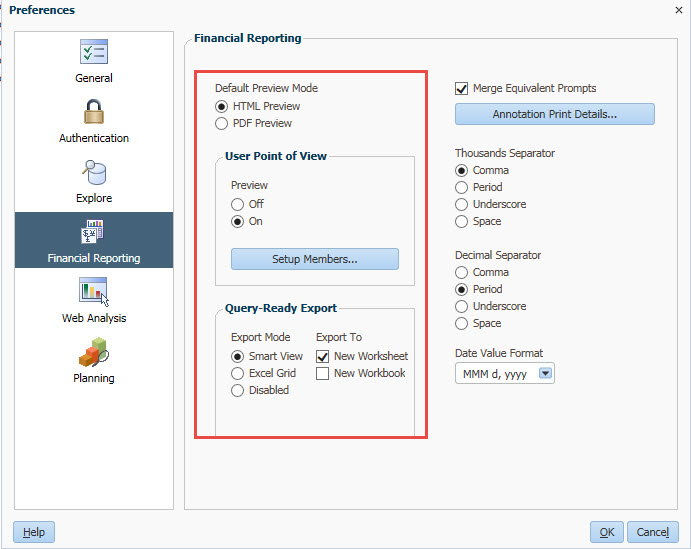 Preferences
General
Authentication
Explore
Financial Reporting
Web Analysis
Planning
Financial Reporting
Default Preview Mode
HTML Preview
PDF Preview
User Point of View
Preview
Off
On
Setup Members...
Query-Ready Export
Export Mode Export To
Smart View New Worksheet
Excel Grid New Workbook
Disabled
Merge Equivalent Prompts
Annotation Print Details...
Thousands Separator
Comma
Period
Underscore
Space
Decimal Separator
Comma
Period
Underscore
Space
Date Value Format
MMM d, yyyy
Help OK Cancel